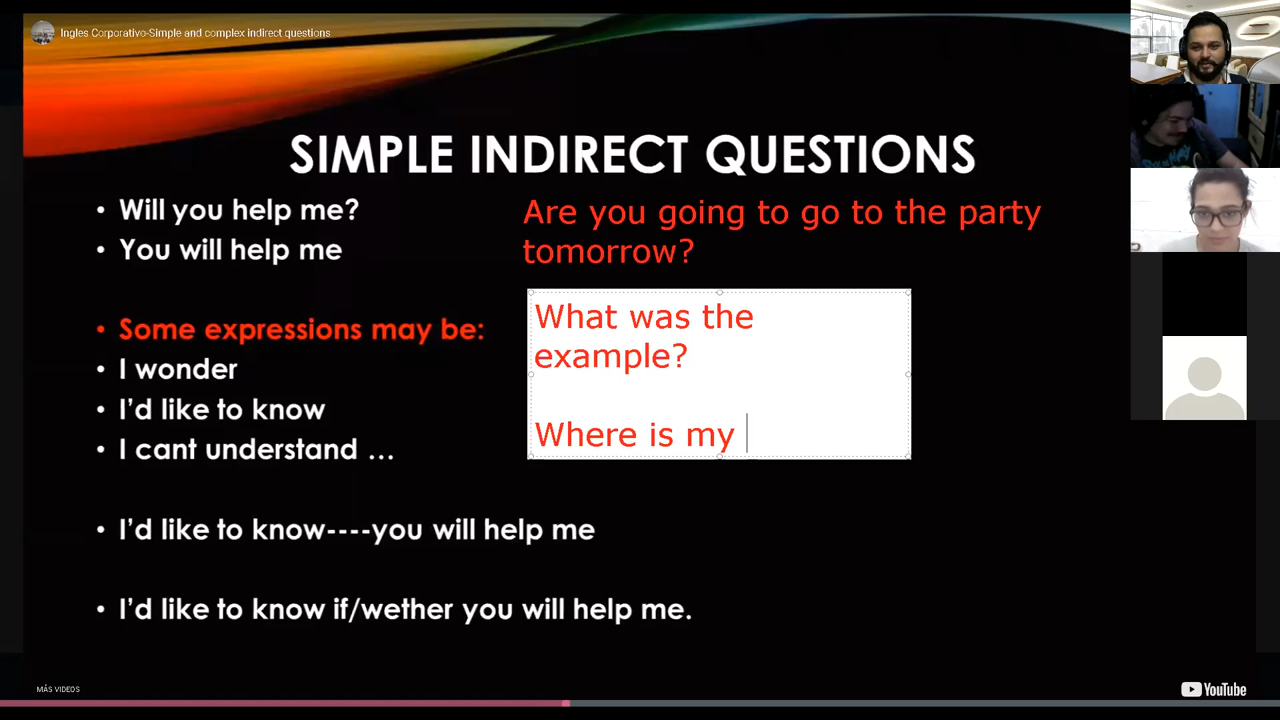 Ingles Corporativo-Simple and complex indirect questions
SIMPLE INDIRECT QUESTIONS
• Will you help me?
• You will help me
• Some expressions may be:
• I wonder
• I'd like to know
• I cant understand …
• I'd like to know----you will help me
• I'd like to know if/wether you will help me.
Are you going to go to the party
tomorrow?
What was the
example?
Where is my
MÁS VIDEOS
YouTube